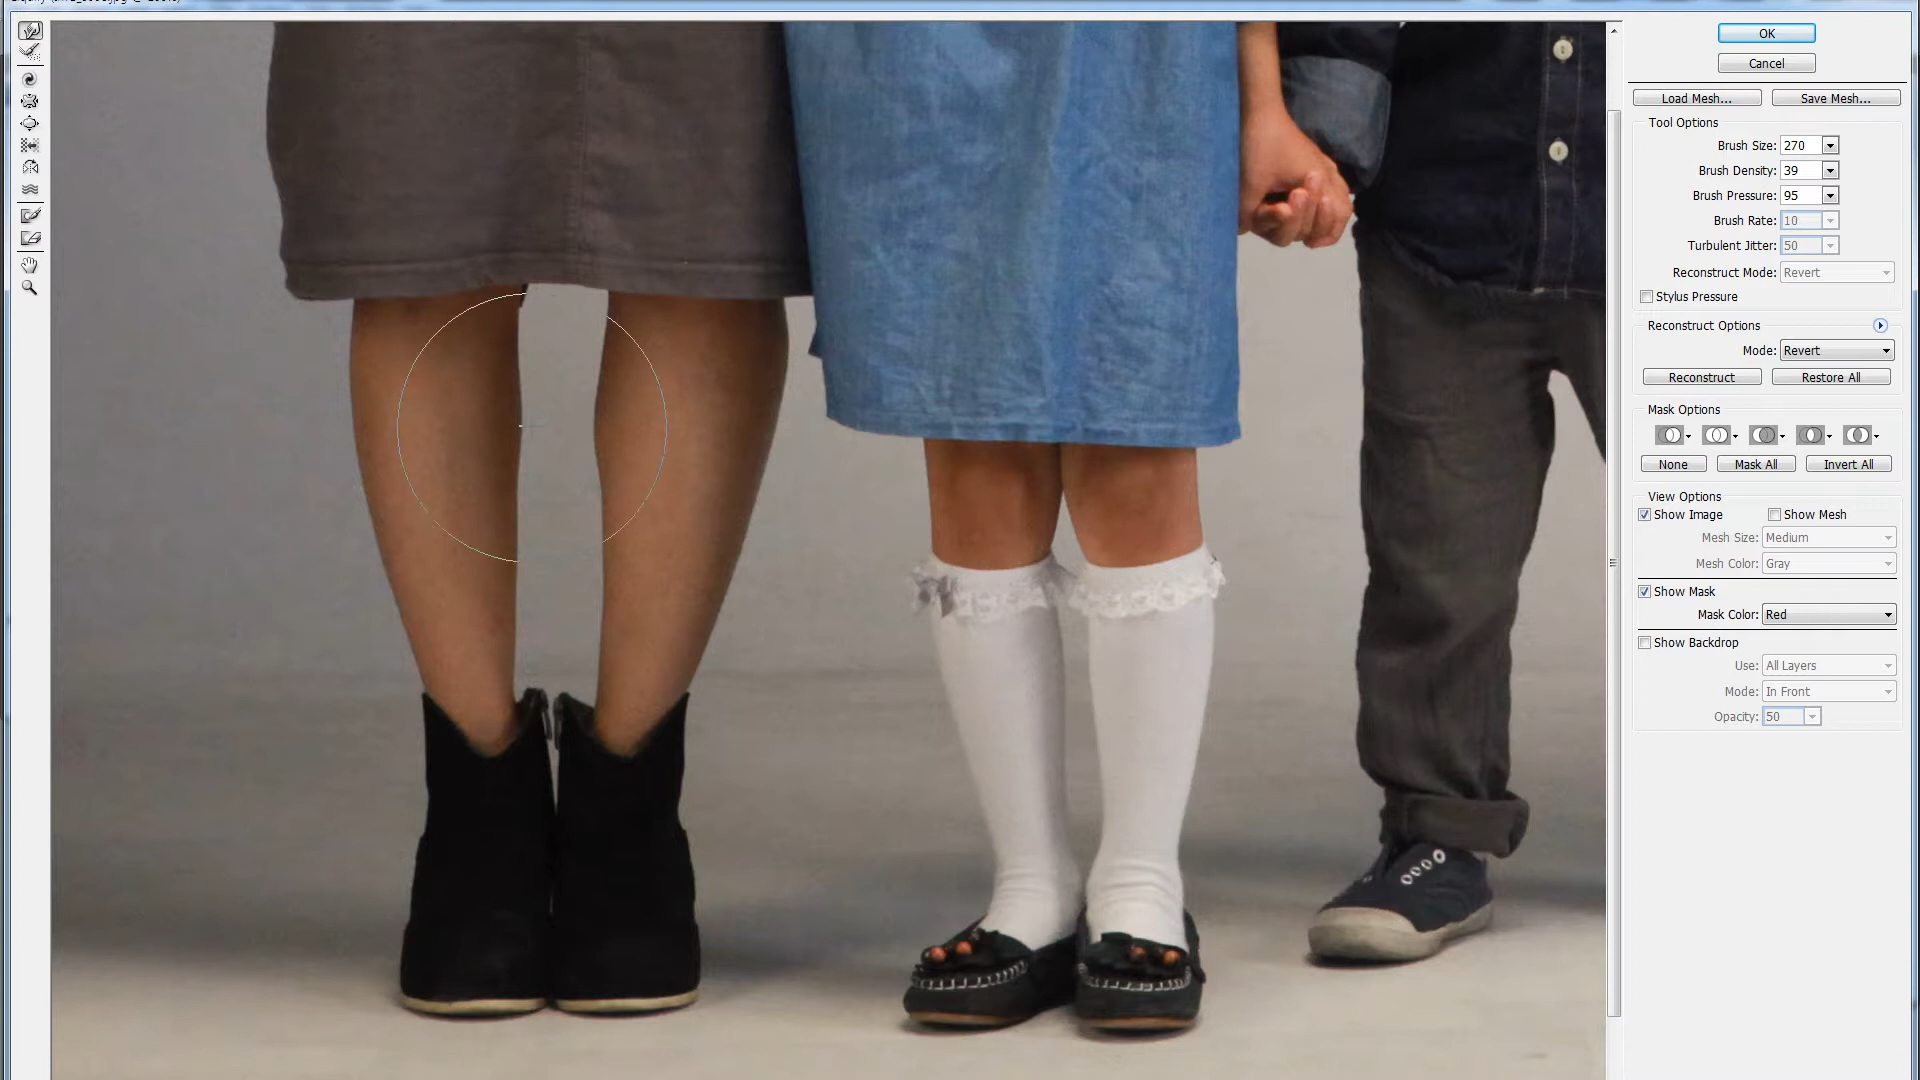 OK
Cancel
Load Mesh... Save Mesh...
Tool Options
Brush Size: 270
Brush Density: 39
Brush Pressure: 95
Brush Rate: 10
Turbulent Jitter: 50
Reconstruct Mode: Revert
Stylus Pressure
Reconstruct Options
Mode: Revert
Reconstruct Restore All
Mask Options
None Mask All Invert All
View Options
Show Image Show Mesh
Mesh Size: Medium
Mesh Color: Gray
Show Mask
Mask Color: Red
Show Backdrop
Use: All Layers
Mode: In Front
Opacity: 50